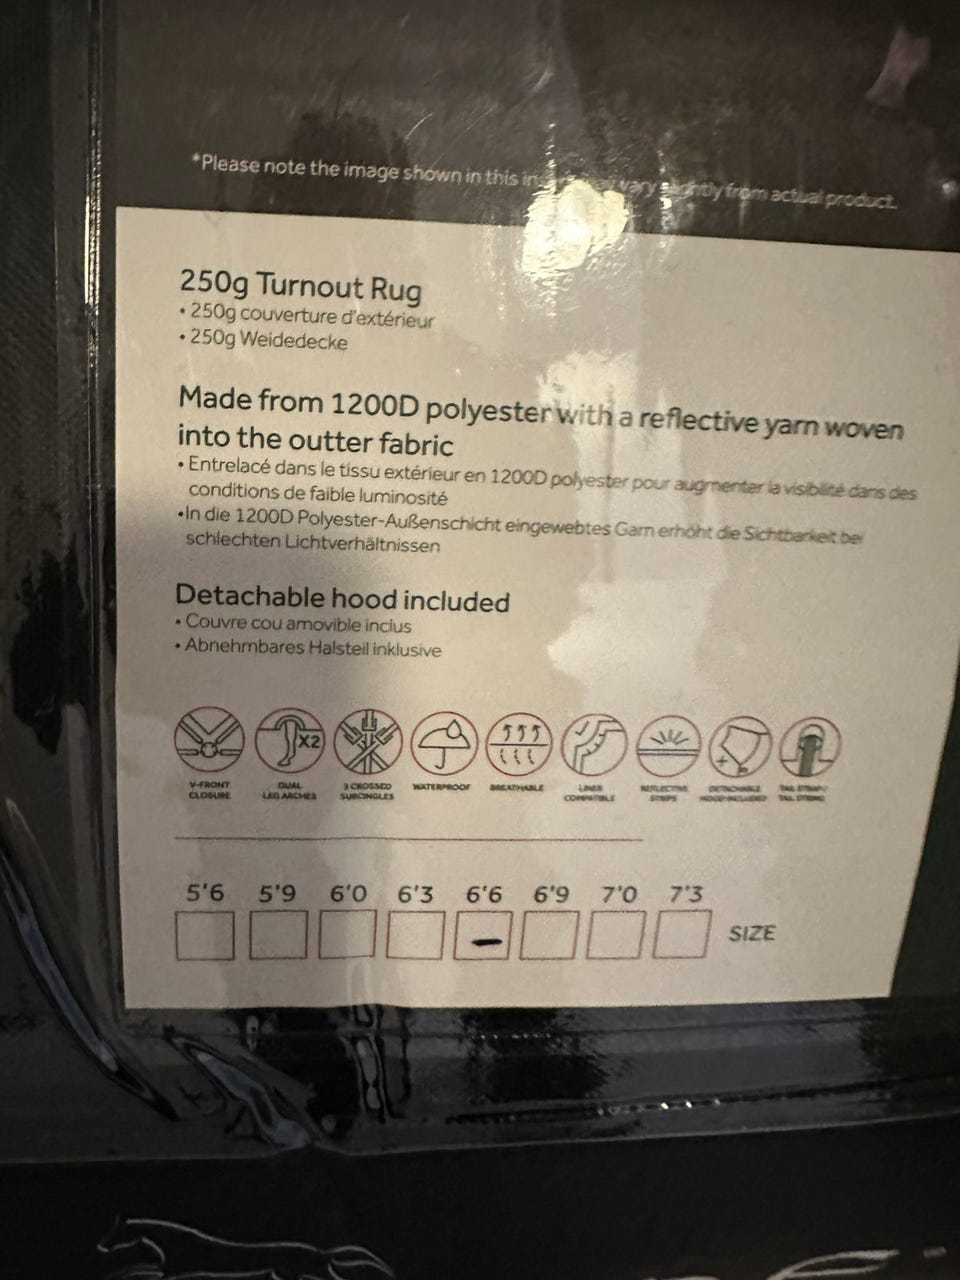 *Please note the image shown in this vary slightly from actual product.
250g Turnout Rug
• 250g couverture d'extérieur
• 250g Weidedecke
Made from 1200D polyester with a reflective yarn woven
into the outter fabric
• Entrelacé dans le tissu extérieur en 1200D polyester pour augmenter la visibilité dans des
conditions de faible luminosité
•In die 1200D Polyester-Außenschicht eingewebtes Garn erhöht die Sichtbarkeit bei
schlechten Lichtverhältnissen
Detachable hood included
• Couvre cou amovible inclus
• Abnehmbares Halsteil inklusive
X2
V-FRONT CLOSURE
DUAL LEG ARCHES
3 CROSSED SURCINGLES
WATERPROOF
BREATHABLE
LINER COMPATIBLE
REFLECTIVE STRIPS
DETACHABLE HOOD INCLUDED
TAIL STRAP/ TAIL STRING
5'6 5'9 6'0 6'3 6'6 6'9 7'0 7'3
SIZE